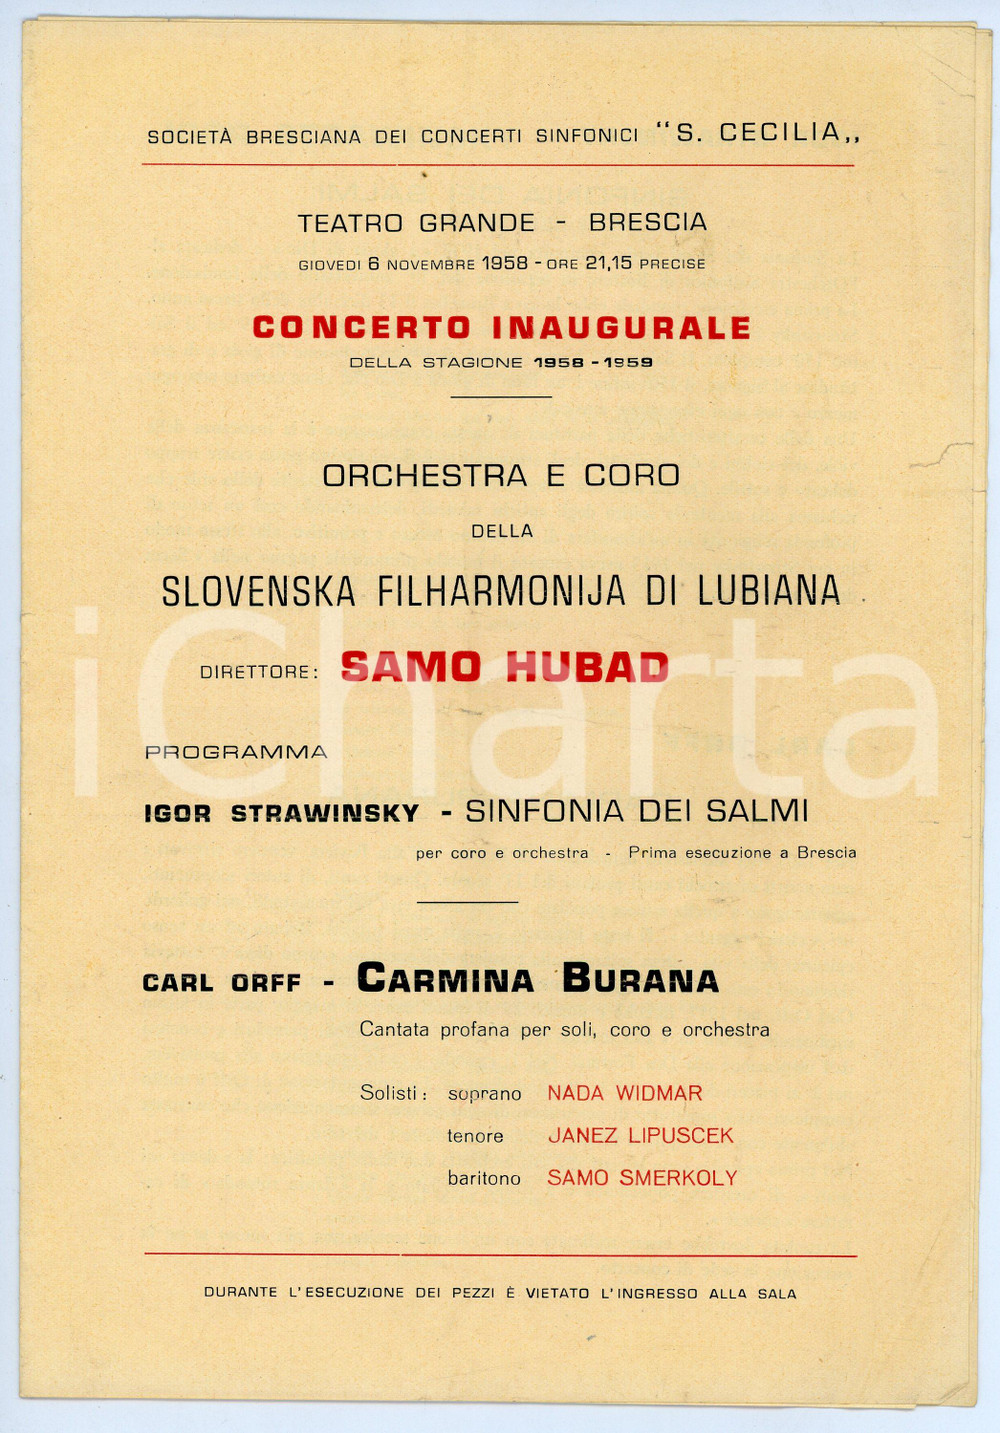 SOCIETÀ BRESCIANA DEI CONCERTI SINFONICI "S. CECILIA„
TEATRO GRANDE - BRESCIA
GIOVEDI 6 NOVEMBRE 1958 - ORE 21,15 PRECISE
CONCERTO INAUGURALE
DELLA STAGIONE 1958 - 1959
ORCHESTRA E CORO
DELLA
SLOVENSKA FILHARMONIJA DI LUBIANA
DIRETTORE: SAMO HUBAD
iCharta
PROGRAMMA
IGOR STRAWINSKY - SINFONIA DEI SALMI
per coro e orchestra - Prima esecuzione a Brescia
CARL ORFF - CARMINA BURANA
Cantata profana per soli, coro e orchestra
Solisti: soprano NADA WIDMAR
tenore JANEZ LIPUSCEK
baritono SAMO SMERKOLY
DURANTE L'ESECUZIONE DEI PEZZI È VIETATO L'INGRESSO ALLA SALA